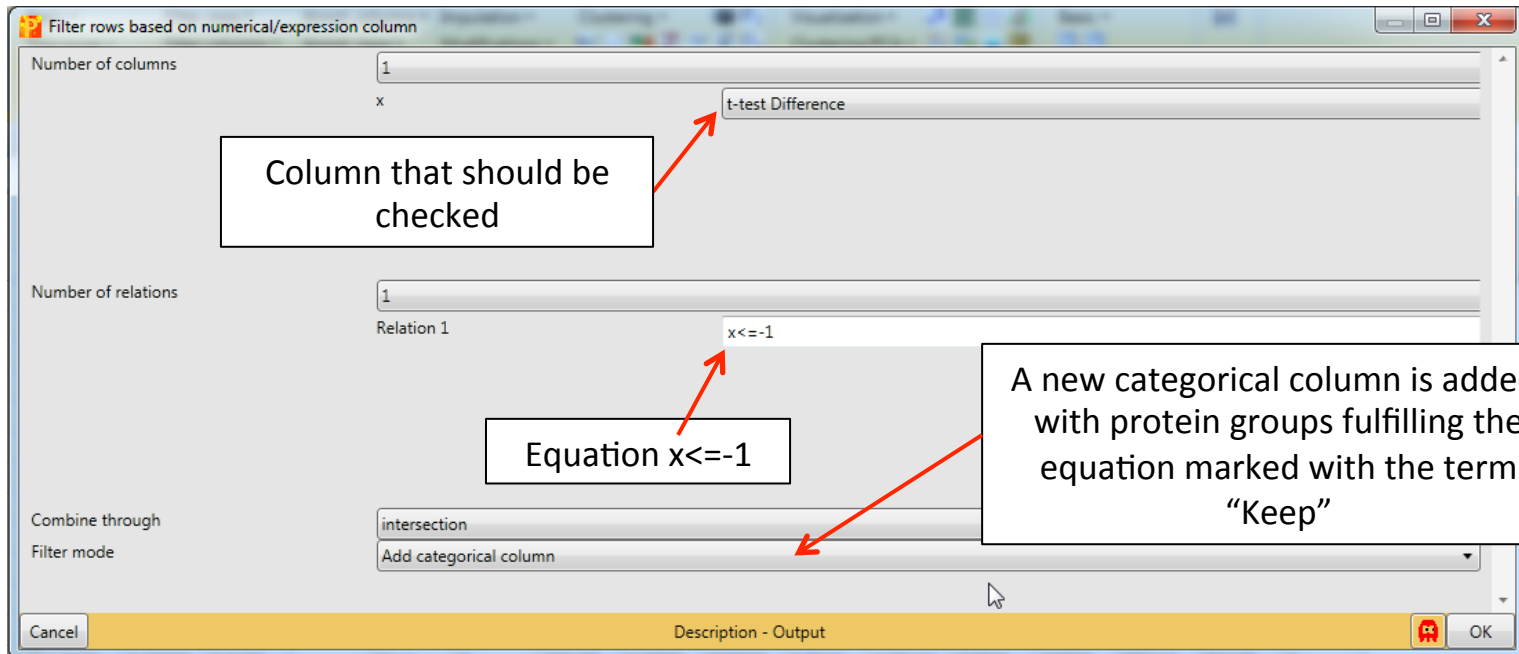 Filter rows based on numerical/expression column
Number of columns
1
x
t-test Difference
Column that should be
checked
Number of relations
1
Relation 1
x<=-1
A new categorical column is adde
with protein groups fulfilling the
equation marked with the term
“Keep”
Equation x<=-1
Combine through
intersection
Filter mode
Add categorical column
Cancel
Description - Output
OK